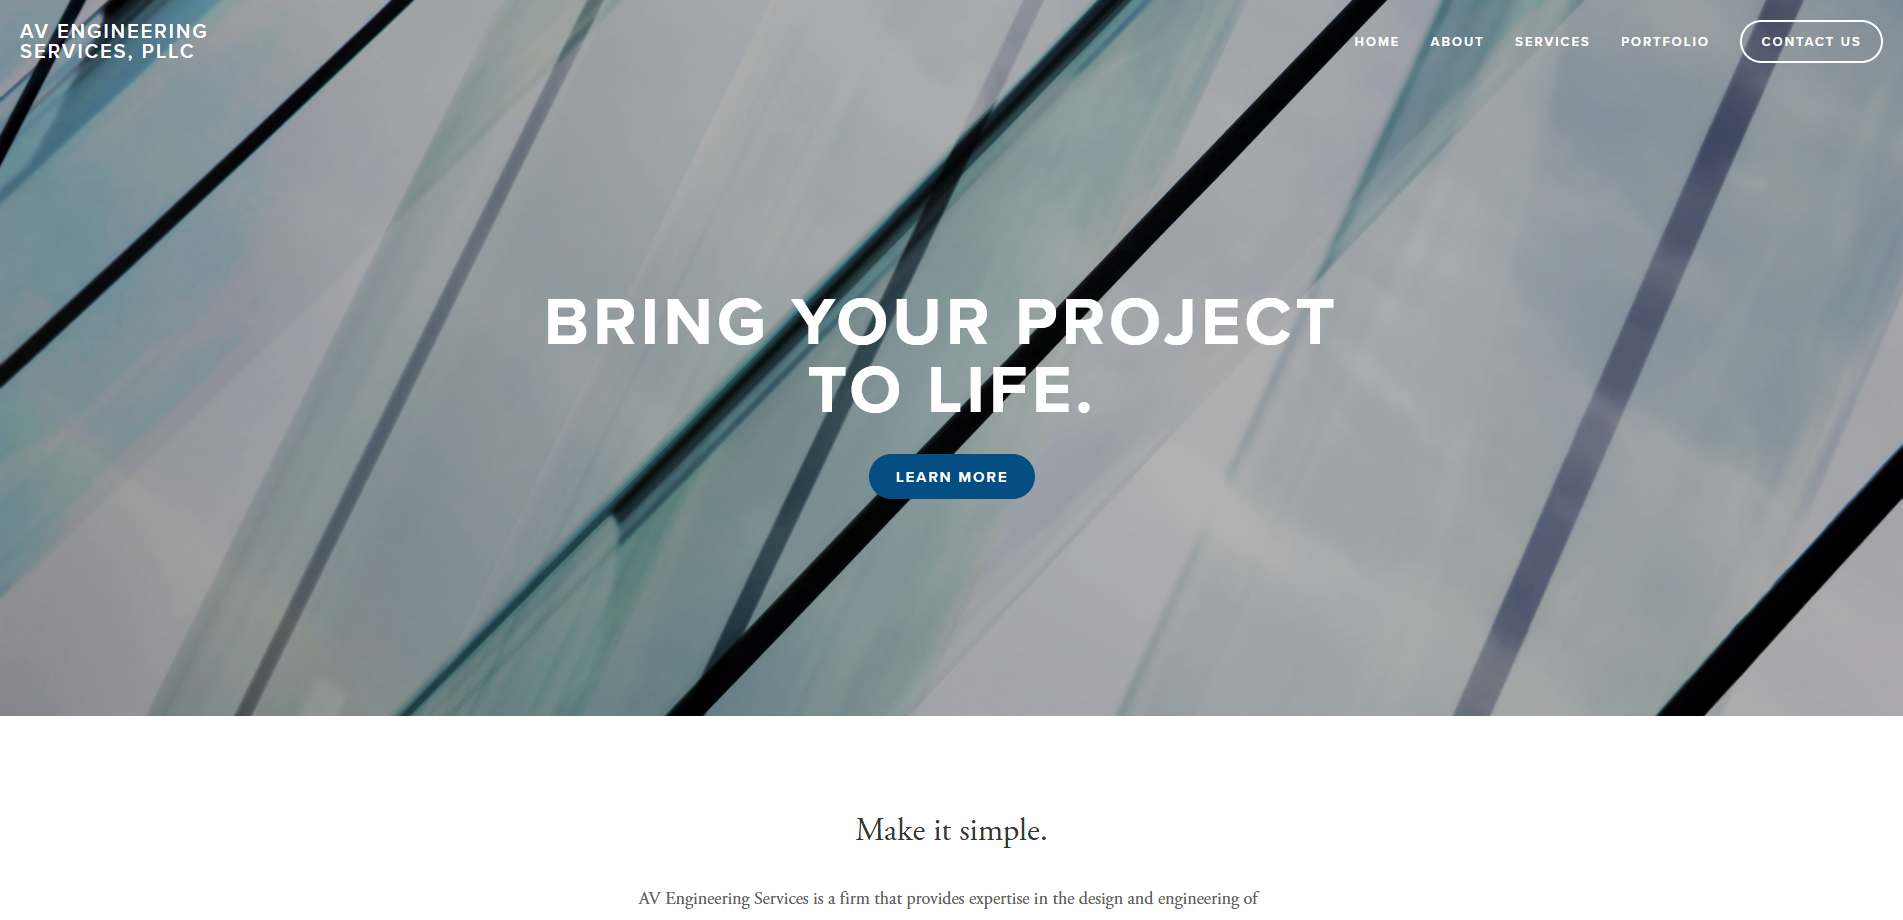 AV ENGINEERING
SERVICES, PLLC
HOME ABOUT SERVICES PORTFOLIO CONTACT US
BRING YOUR PROJECT
TO LIFE.
LEARN MORE
Make it simple.
AV Engineering Services is a firm that provides expertise in the design and engineering of